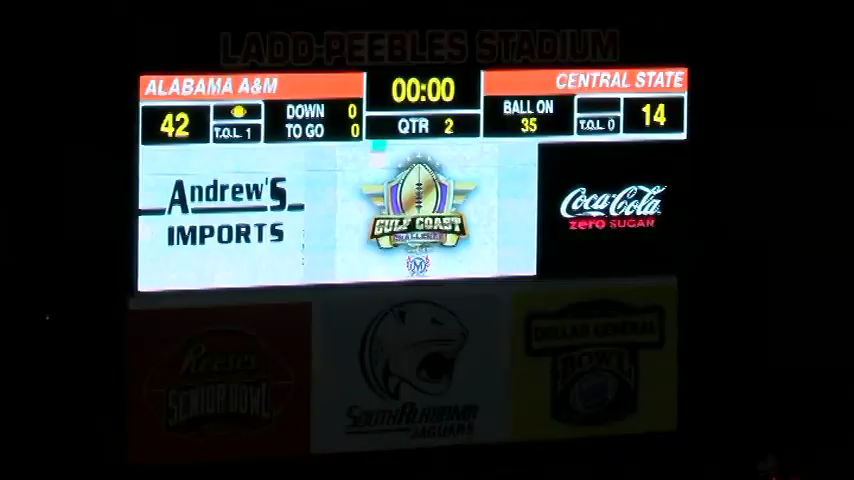 LADD-PEEBLES STADIUM
ALABAMA A&M
00:00
CENTRAL STATE
42
T.O.L. 1
DOWN 0
TO GO 0
QTR 2
BALL ON
35
T.O.L. 0
14
Andrew's
IMPORTS
GULF COAST
CHALLENGE
M
Coca-Cola
zero SUGAR
Reese's
SENIOR BOWL
SOUTH ALABAMA
JAGUARS
DOLLAR GENERAL
BOWL